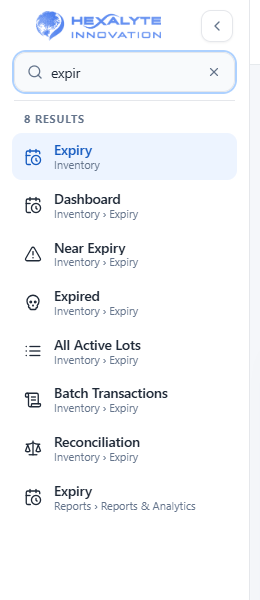 HEXALYTE
INNOVATION
expir
8 RESULTS
Expiry
Inventory
Dashboard
Inventory › Expiry
Near Expiry
Inventory › Expiry
Expired
Inventory › Expiry
All Active Lots
Inventory › Expiry
Batch Transactions
Inventory › Expiry
Reconciliation
Inventory › Expiry
Expiry
Reports › Reports & Analytics